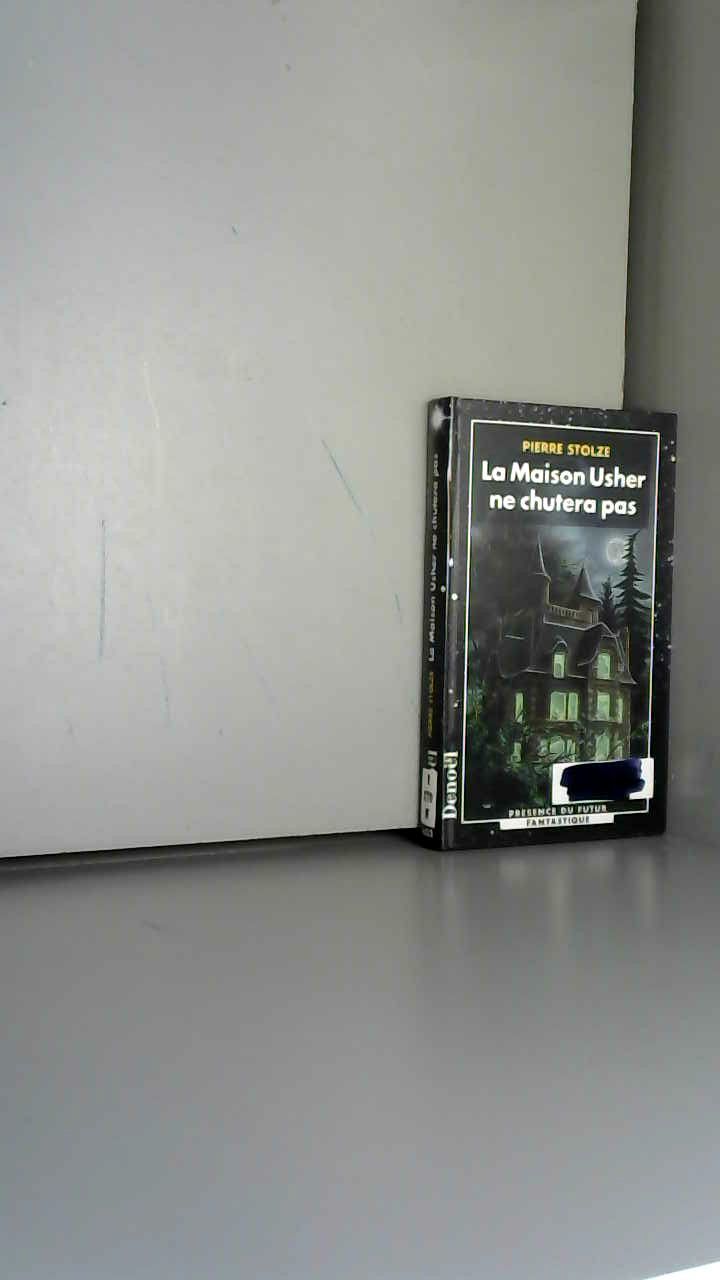 PIERRE STOLZE
La Maison Usher
ne chutera pas
PRESENCE DU FUTUR
FANTASTIQUE
Denoël
PIERRE STOLZE La Maison Usher ne chutera pas